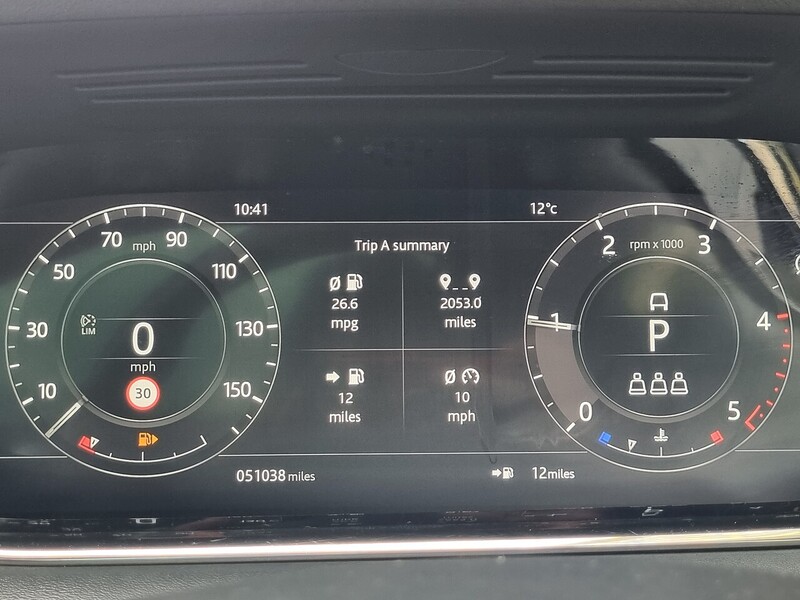 10:41
12°c
Trip A summary
70 mph 90
50 110
30 130
10 150
LIM
0
mph
30
26.6
mpg
2053.0
miles
12
miles
10
mph
2 rpm x 1000 3
1 4
0 5
P
051038 miles
12miles